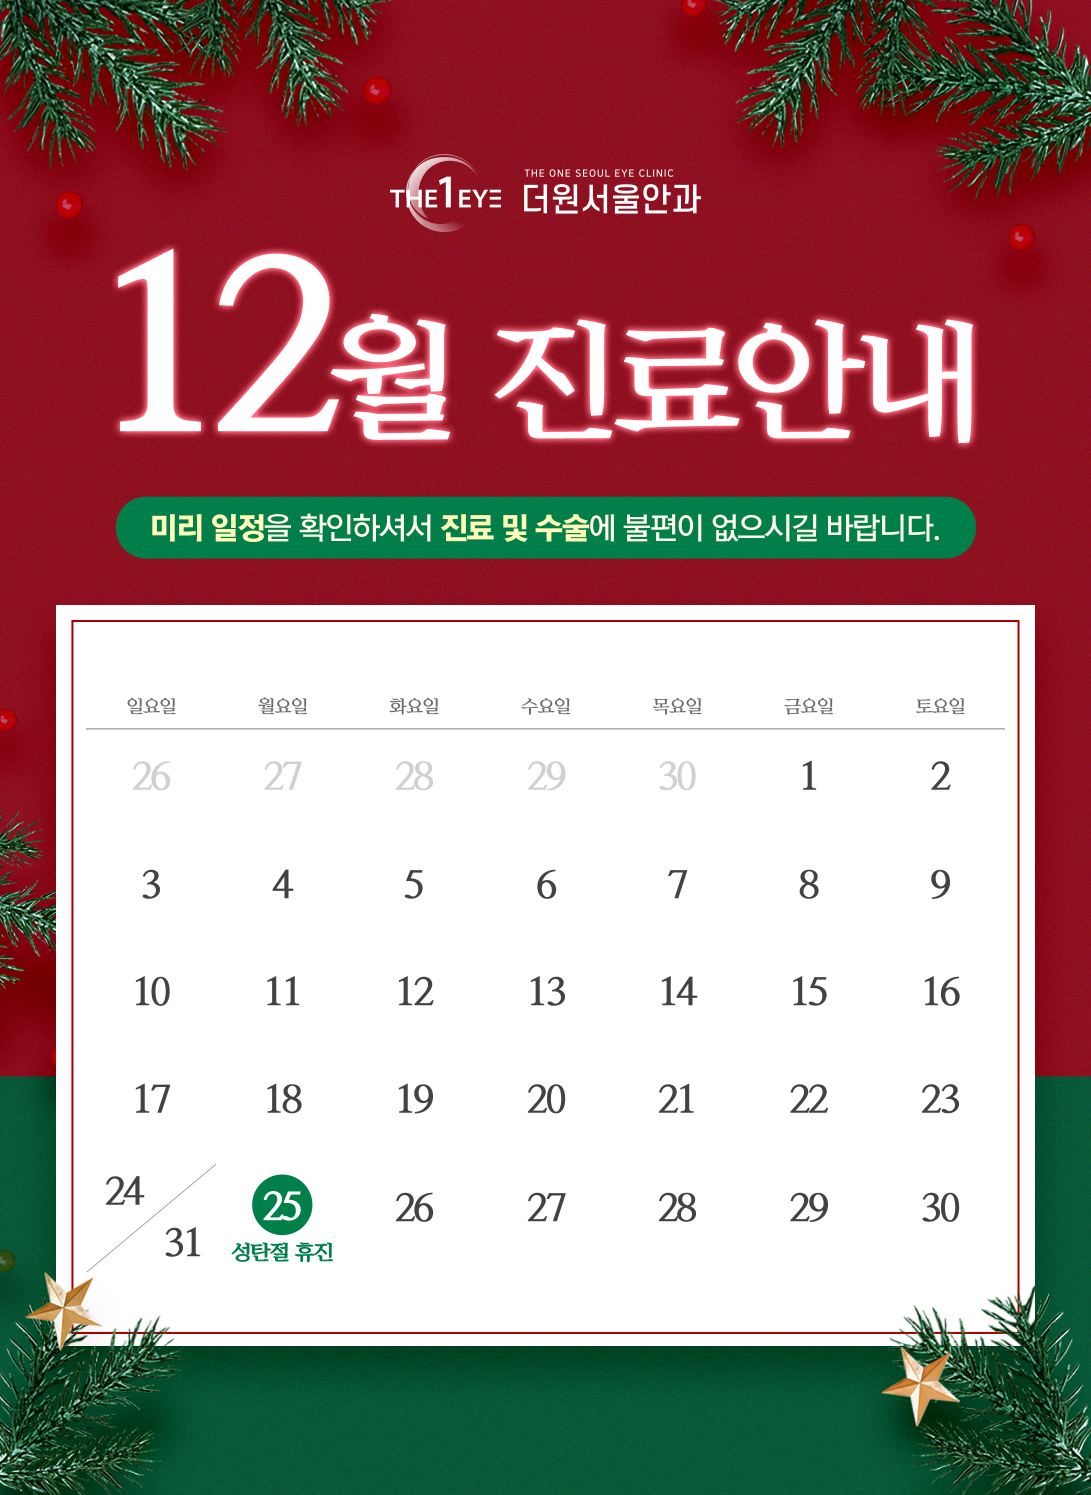 THE1EYE
THE ONE SEOUL EYE CLINIC
더원서울안과
12월 진료안내
미리 일정을 확인하셔서 진료 및 수술에 불편이 없으시길 바랍니다.
일요일 월요일 화요일 수요일 목요일 금요일 토요일
26 27 28 29 30 1 2
3 4 5 6 7 8 9
10 11 12 13 14 15 16
17 18 19 20 21 22 23
24/31 25 26 27 28 29 30
성탄절 휴진